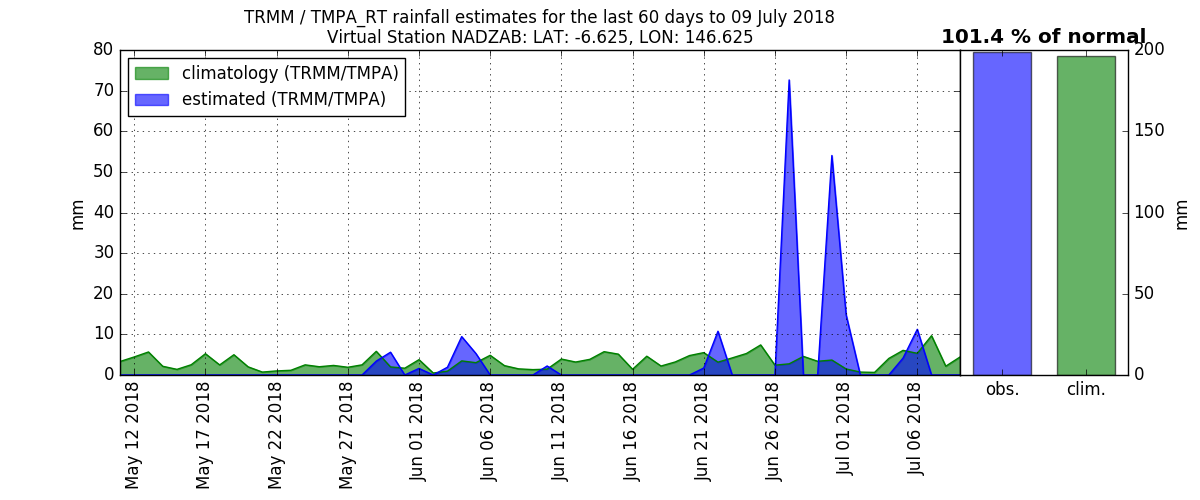 TRMM / TMPA_RT rainfall estimates for the last 60 days to 09 July 2018
Virtual Station NADZAB: LAT: -6.625, LON: 146.625
101.4 % of normal
climatology (TRMM/TMPA)
estimated (TRMM/TMPA)
80
70
60
50
40
30
20
10
0
mm
May 12 2018
May 17 2018
May 22 2018
May 27 2018
Jun 01 2018
Jun 06 2018
Jun 11 2018
Jun 16 2018
Jun 21 2018
Jun 26 2018
Jul 01 2018
Jul 06 2018
obs.
clim.
200
150
100
50
0
mm